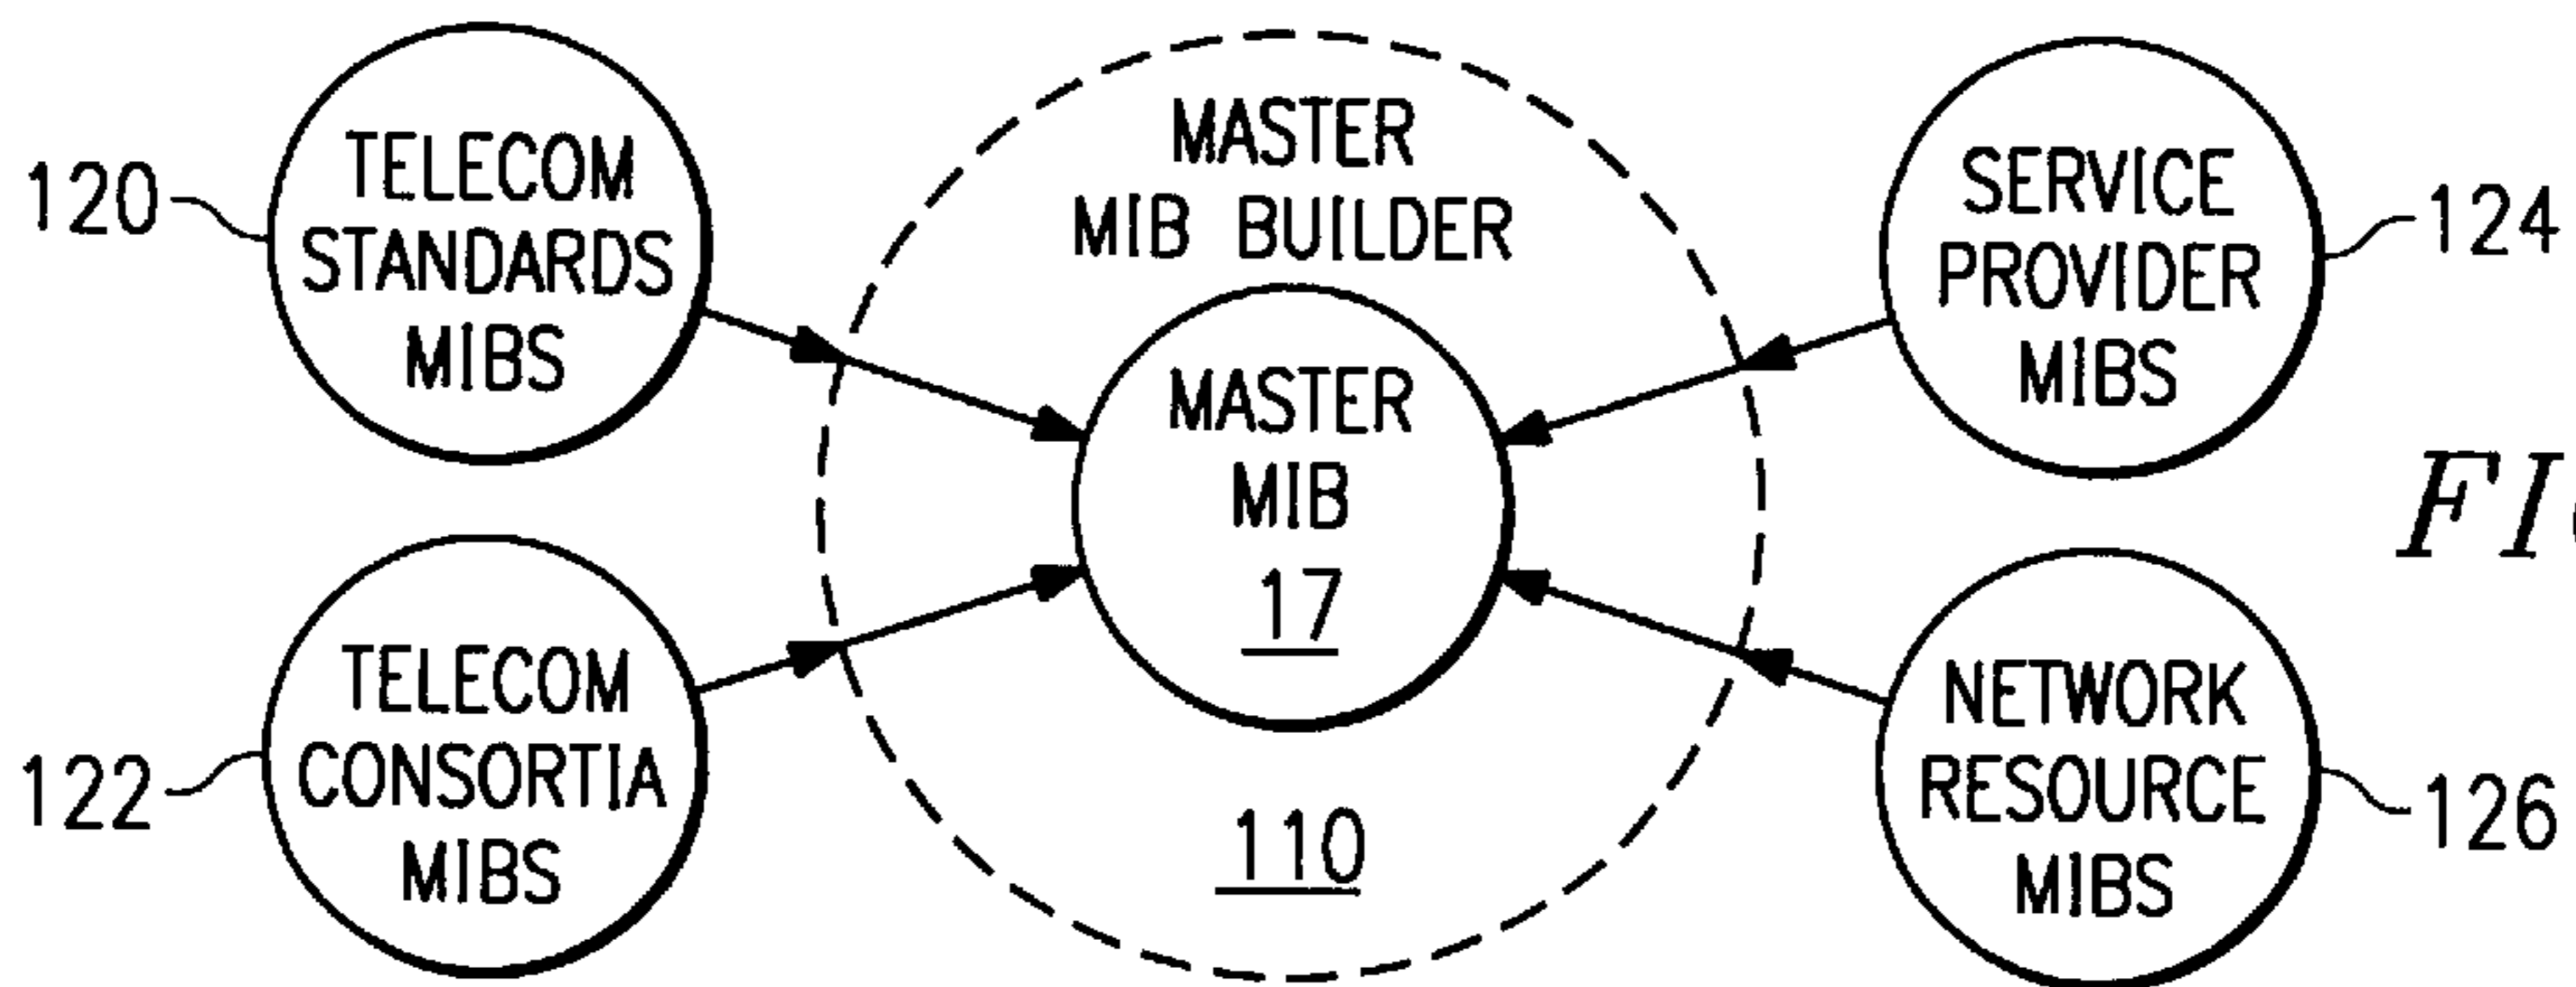 120
TELECOM
STANDARDS
MIBS
MASTER
MIB BUILDER
SERVICE
PROVIDER
MIBS
124
MASTER
MIB
17
122
TELECOM
CONSORTIA
MIBS
110
NETWORK
RESOURCE
MIBS
126